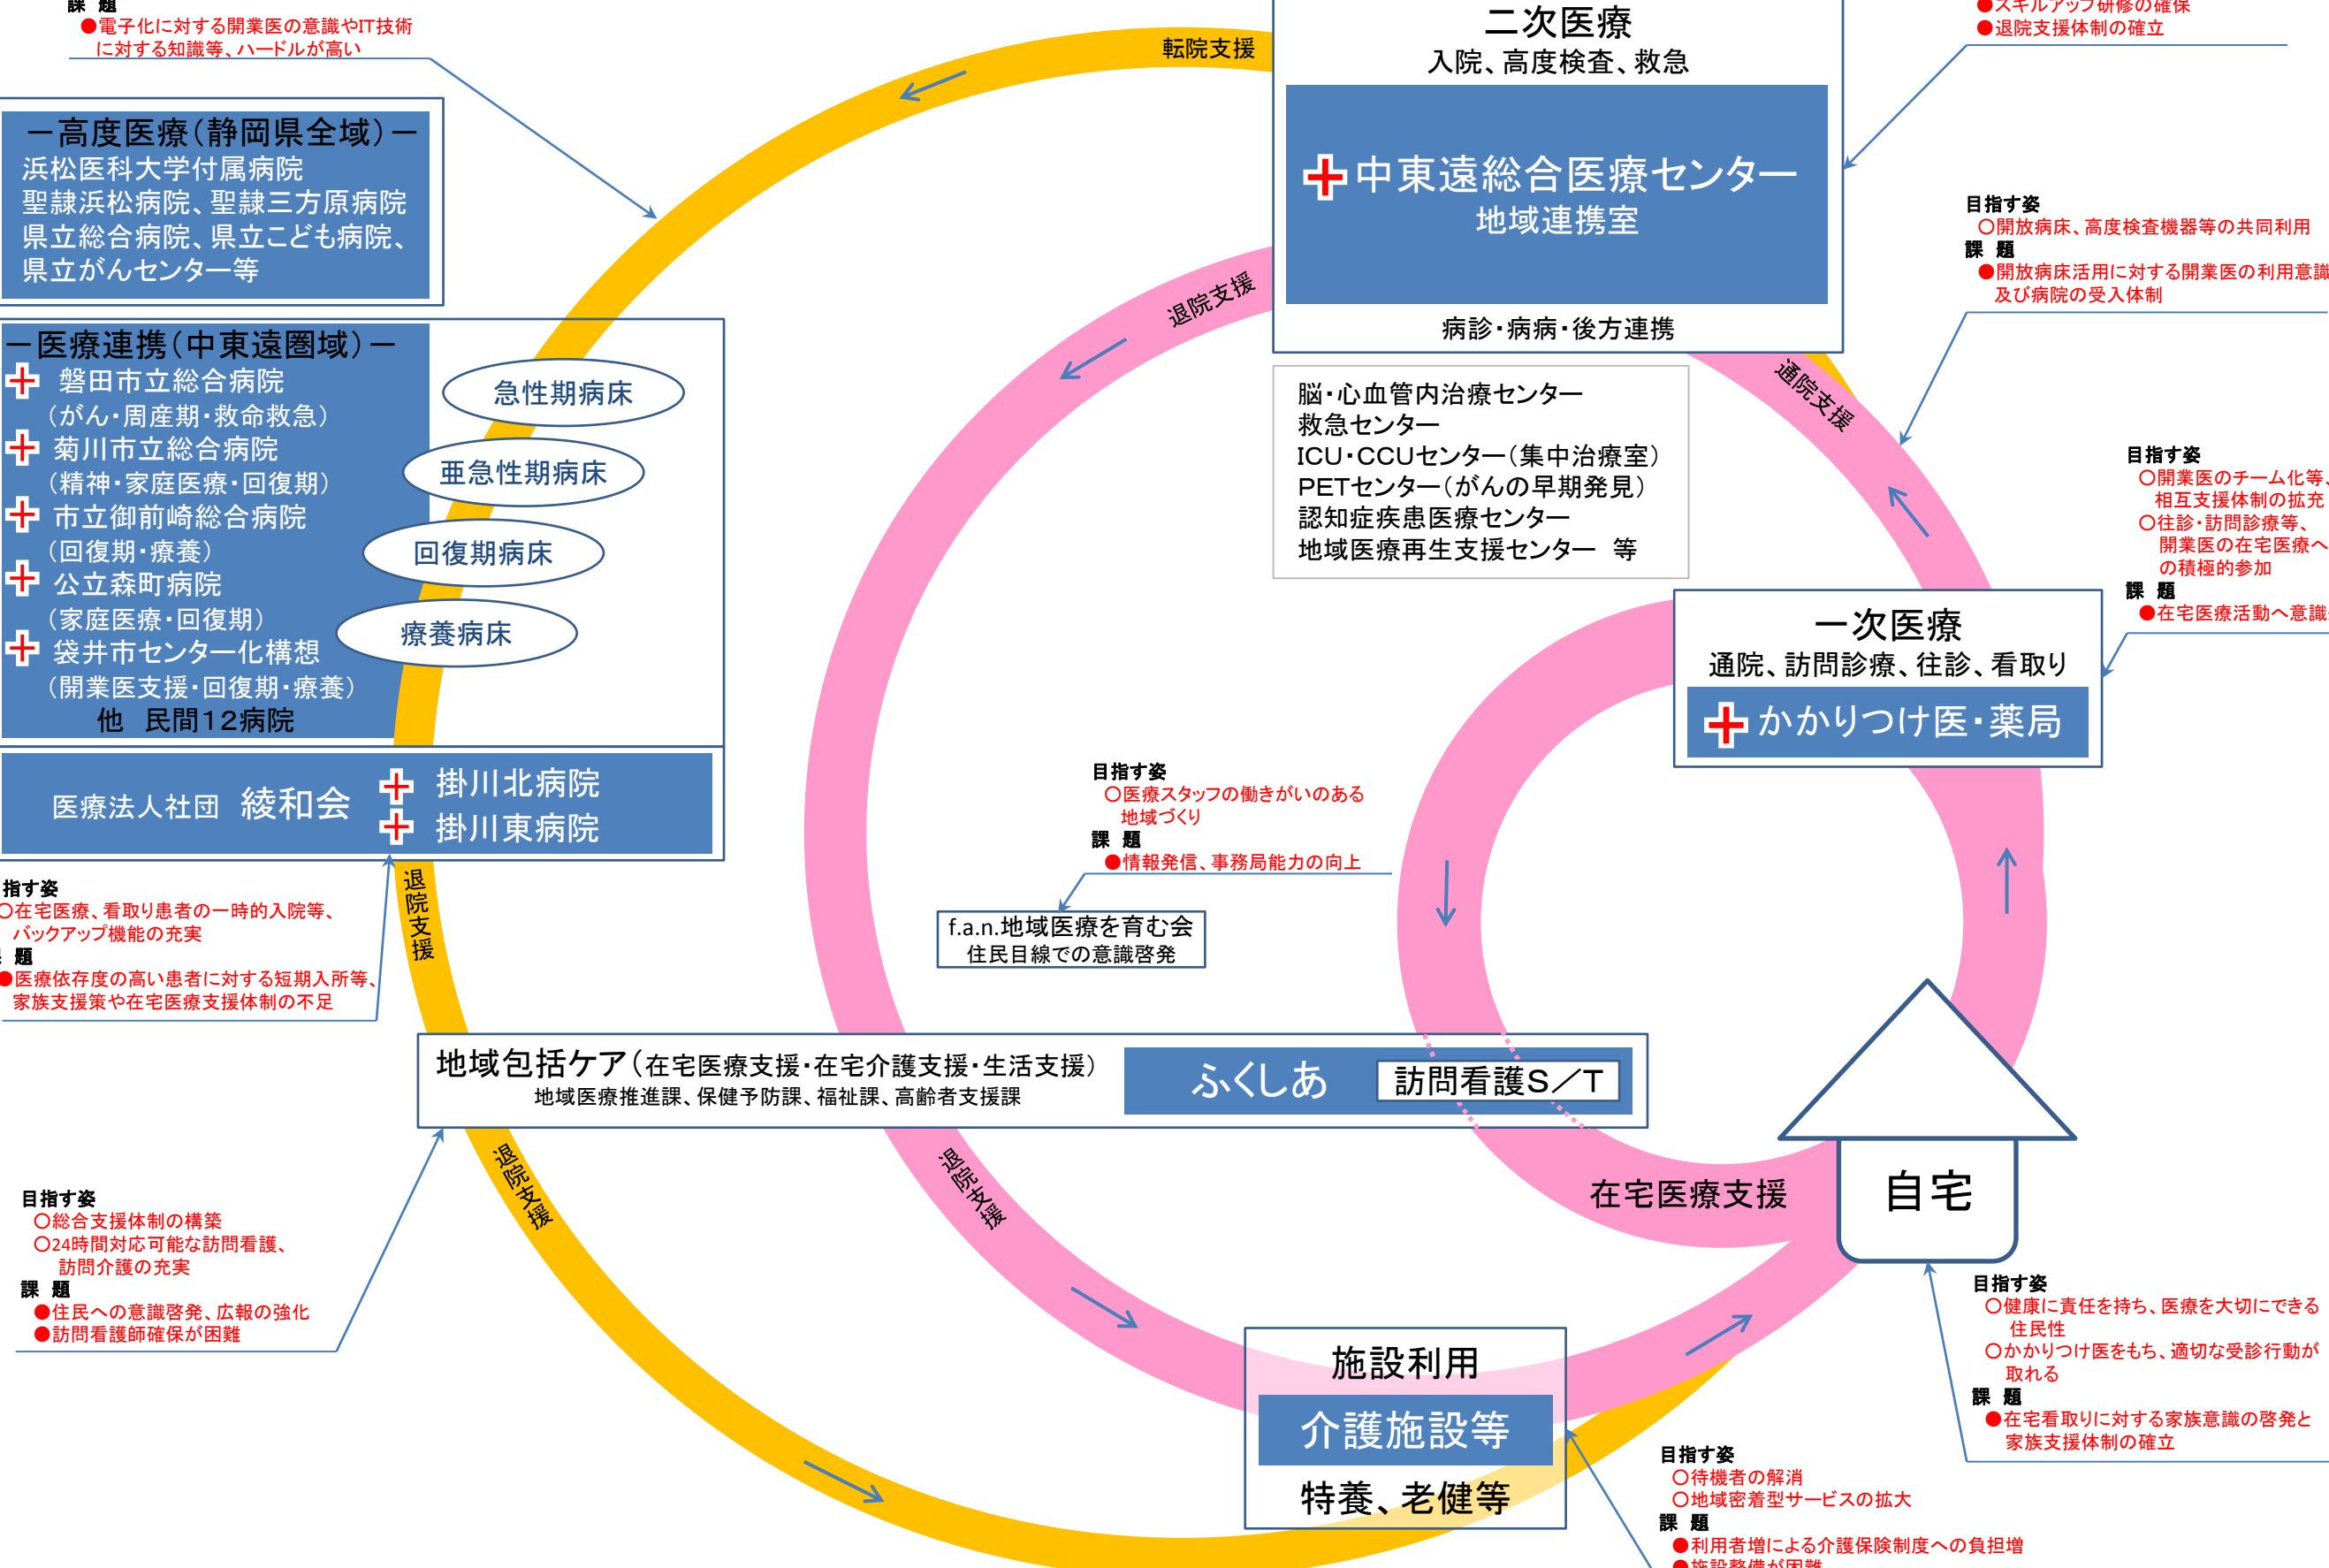 課 題
●電子化に対する開業医の意識やIT技術
に対する知識等、ハードルが高い
転院支援
二次医療
入院、高度検査、救急
中東遠総合医療センター
地域連携室
病診・病病・後方連携
●スキルアップ研修の確保
●退院支援体制の確立
－高度医療(静岡県全域)－
浜松医科大学付属病院
聖隷浜松病院、聖隷三方原病院
県立総合病院、県立こども病院、
県立がんセンター等
目指す姿
○開放病床、高度検査機器等の共同利用
課 題
●開放病床活用に対する開業医の利用意識
及び病院の受入体制
退院支援
通院支援
－医療連携(中東遠圏域)－
磐田市立総合病院
(がん・周産期・救命救急)
菊川市立総合病院
(精神・家庭医療・回復期)
市立御前崎総合病院
(回復期・療養)
公立森町病院
(家庭医療・回復期)
袋井市センター化構想
(開業医支援・回復期・療養)
他 民間12病院
急性期病床
亜急性期病床
回復期病床
療養病床
脳・心血管内治療センター
救急センター
ICU・CCUセンター(集中治療室)
PETセンター(がんの早期発見)
認知症疾患医療センター
地域医療再生支援センター 等
目指す姿
○開業医のチーム化等、
相互支援体制の拡充
○往診・訪問診療等、
開業医の在宅医療へ
の積極的参加
課 題
●在宅医療活動へ意識
一次医療
通院、訪問診療、往診、看取り
かかりつけ医・薬局
医療法人社団 綾和会
掛川北病院
掛川東病院
目指す姿
○医療スタッフの働きがいのある
地域づくり
課 題
●情報発信、事務局能力の向上
f.a.n.地域医療を育む会
住民目線での意識啓発
指す姿
○在宅医療、看取り患者の一時的入院等、
バックアップ機能の充実
題
●医療依存度の高い患者に対する短期入所等、
家族支援策や在宅医療支援体制の不足
退院支援
地域包括ケア(在宅医療支援・在宅介護支援・生活支援)
地域医療推進課、保健予防課、福祉課、高齢者支援課
ふくしあ
訪問看護S／T
退院支援
退院支援
在宅医療支援
自宅
目指す姿
○総合支援体制の構築
○24時間対応可能な訪問看護、
訪問介護の充実
課 題
●住民への意識啓発、広報の強化
●訪問看護師確保が困難
目指す姿
○健康に責任を持ち、医療を大切にできる
住民性
○かかりつけ医をもち、適切な受診行動が
取れる
課 題
●在宅看取りに対する家族意識の啓発と
家族支援体制の確立
施設利用
介護施設等
特養、老健等
目指す姿
○待機者の解消
○地域密着型サービスの拡大
課 題
●利用者増による介護保険制度への負担増
●施設整備が困難